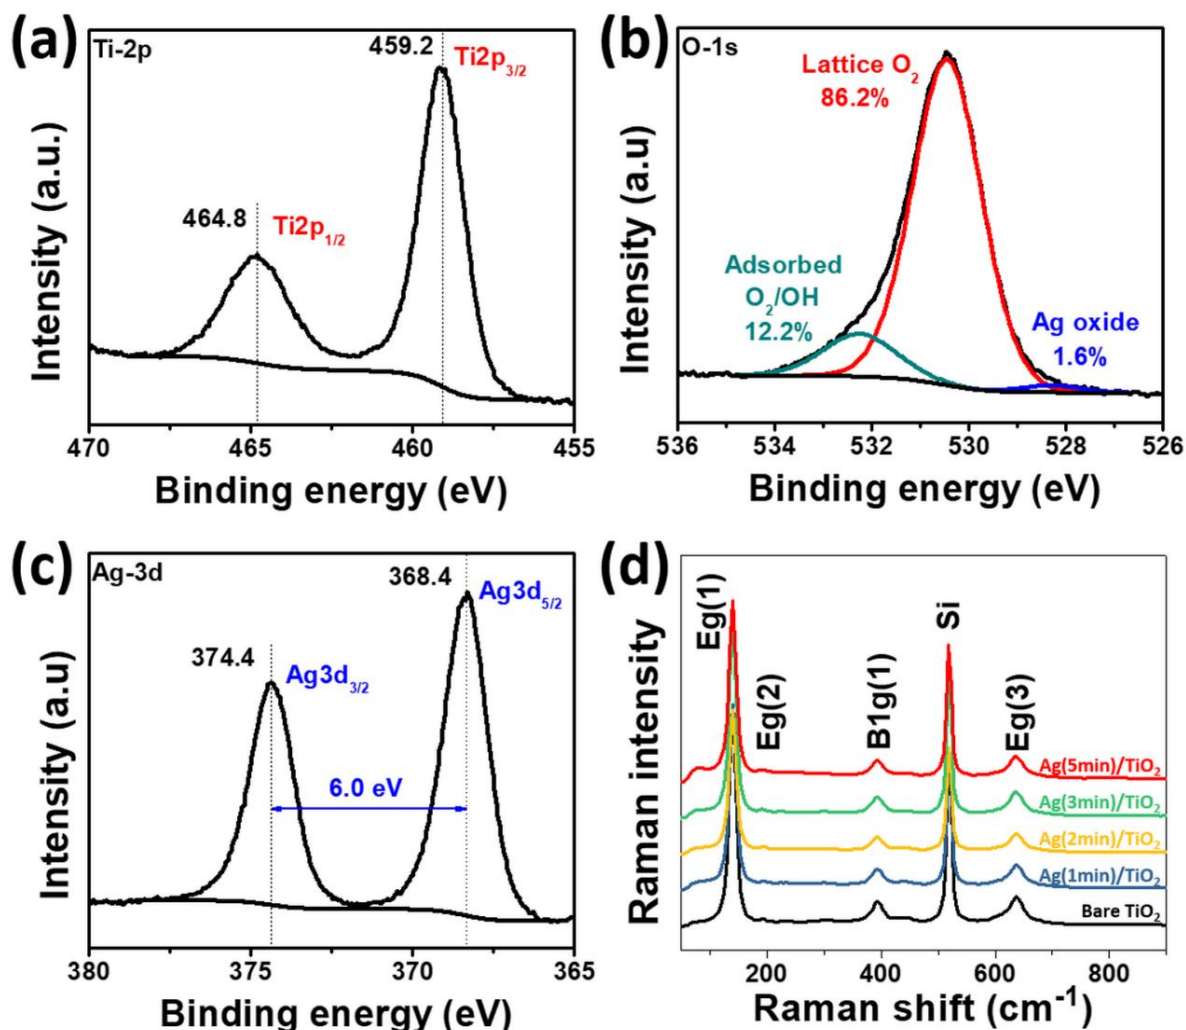 (a)
Ti-2p
459.2
Ti2p3/2
464.8
Ti2p1/2
Intensity (a.u.)
470 465 459 455
Binding energy (eV)
(b)
O-1s
Lattice O2
86.2%
Adsorbed
O2/OH
12.2%
Ag oxide
1.6%
Intensity (a.u)
536 534 532 530 528 526
Binding energy (eV)
(c)
Ag-3d
368.4
Ag3d5/2
374.4
Ag3d3/2
6.0 eV
Intensity (a.u)
380 375 370 365
Binding energy (eV)
(d)
Eg(1)
Eg(2)
B1g(1)
Si
Eg(3)
Ag(5min)/TiO2
Ag(3min)/TiO2
Ag(2min)/TiO2
Ag(1min)/TiO2
Bare TiO2
Raman intensity
200 400 600 800
Raman shift (cm-1)